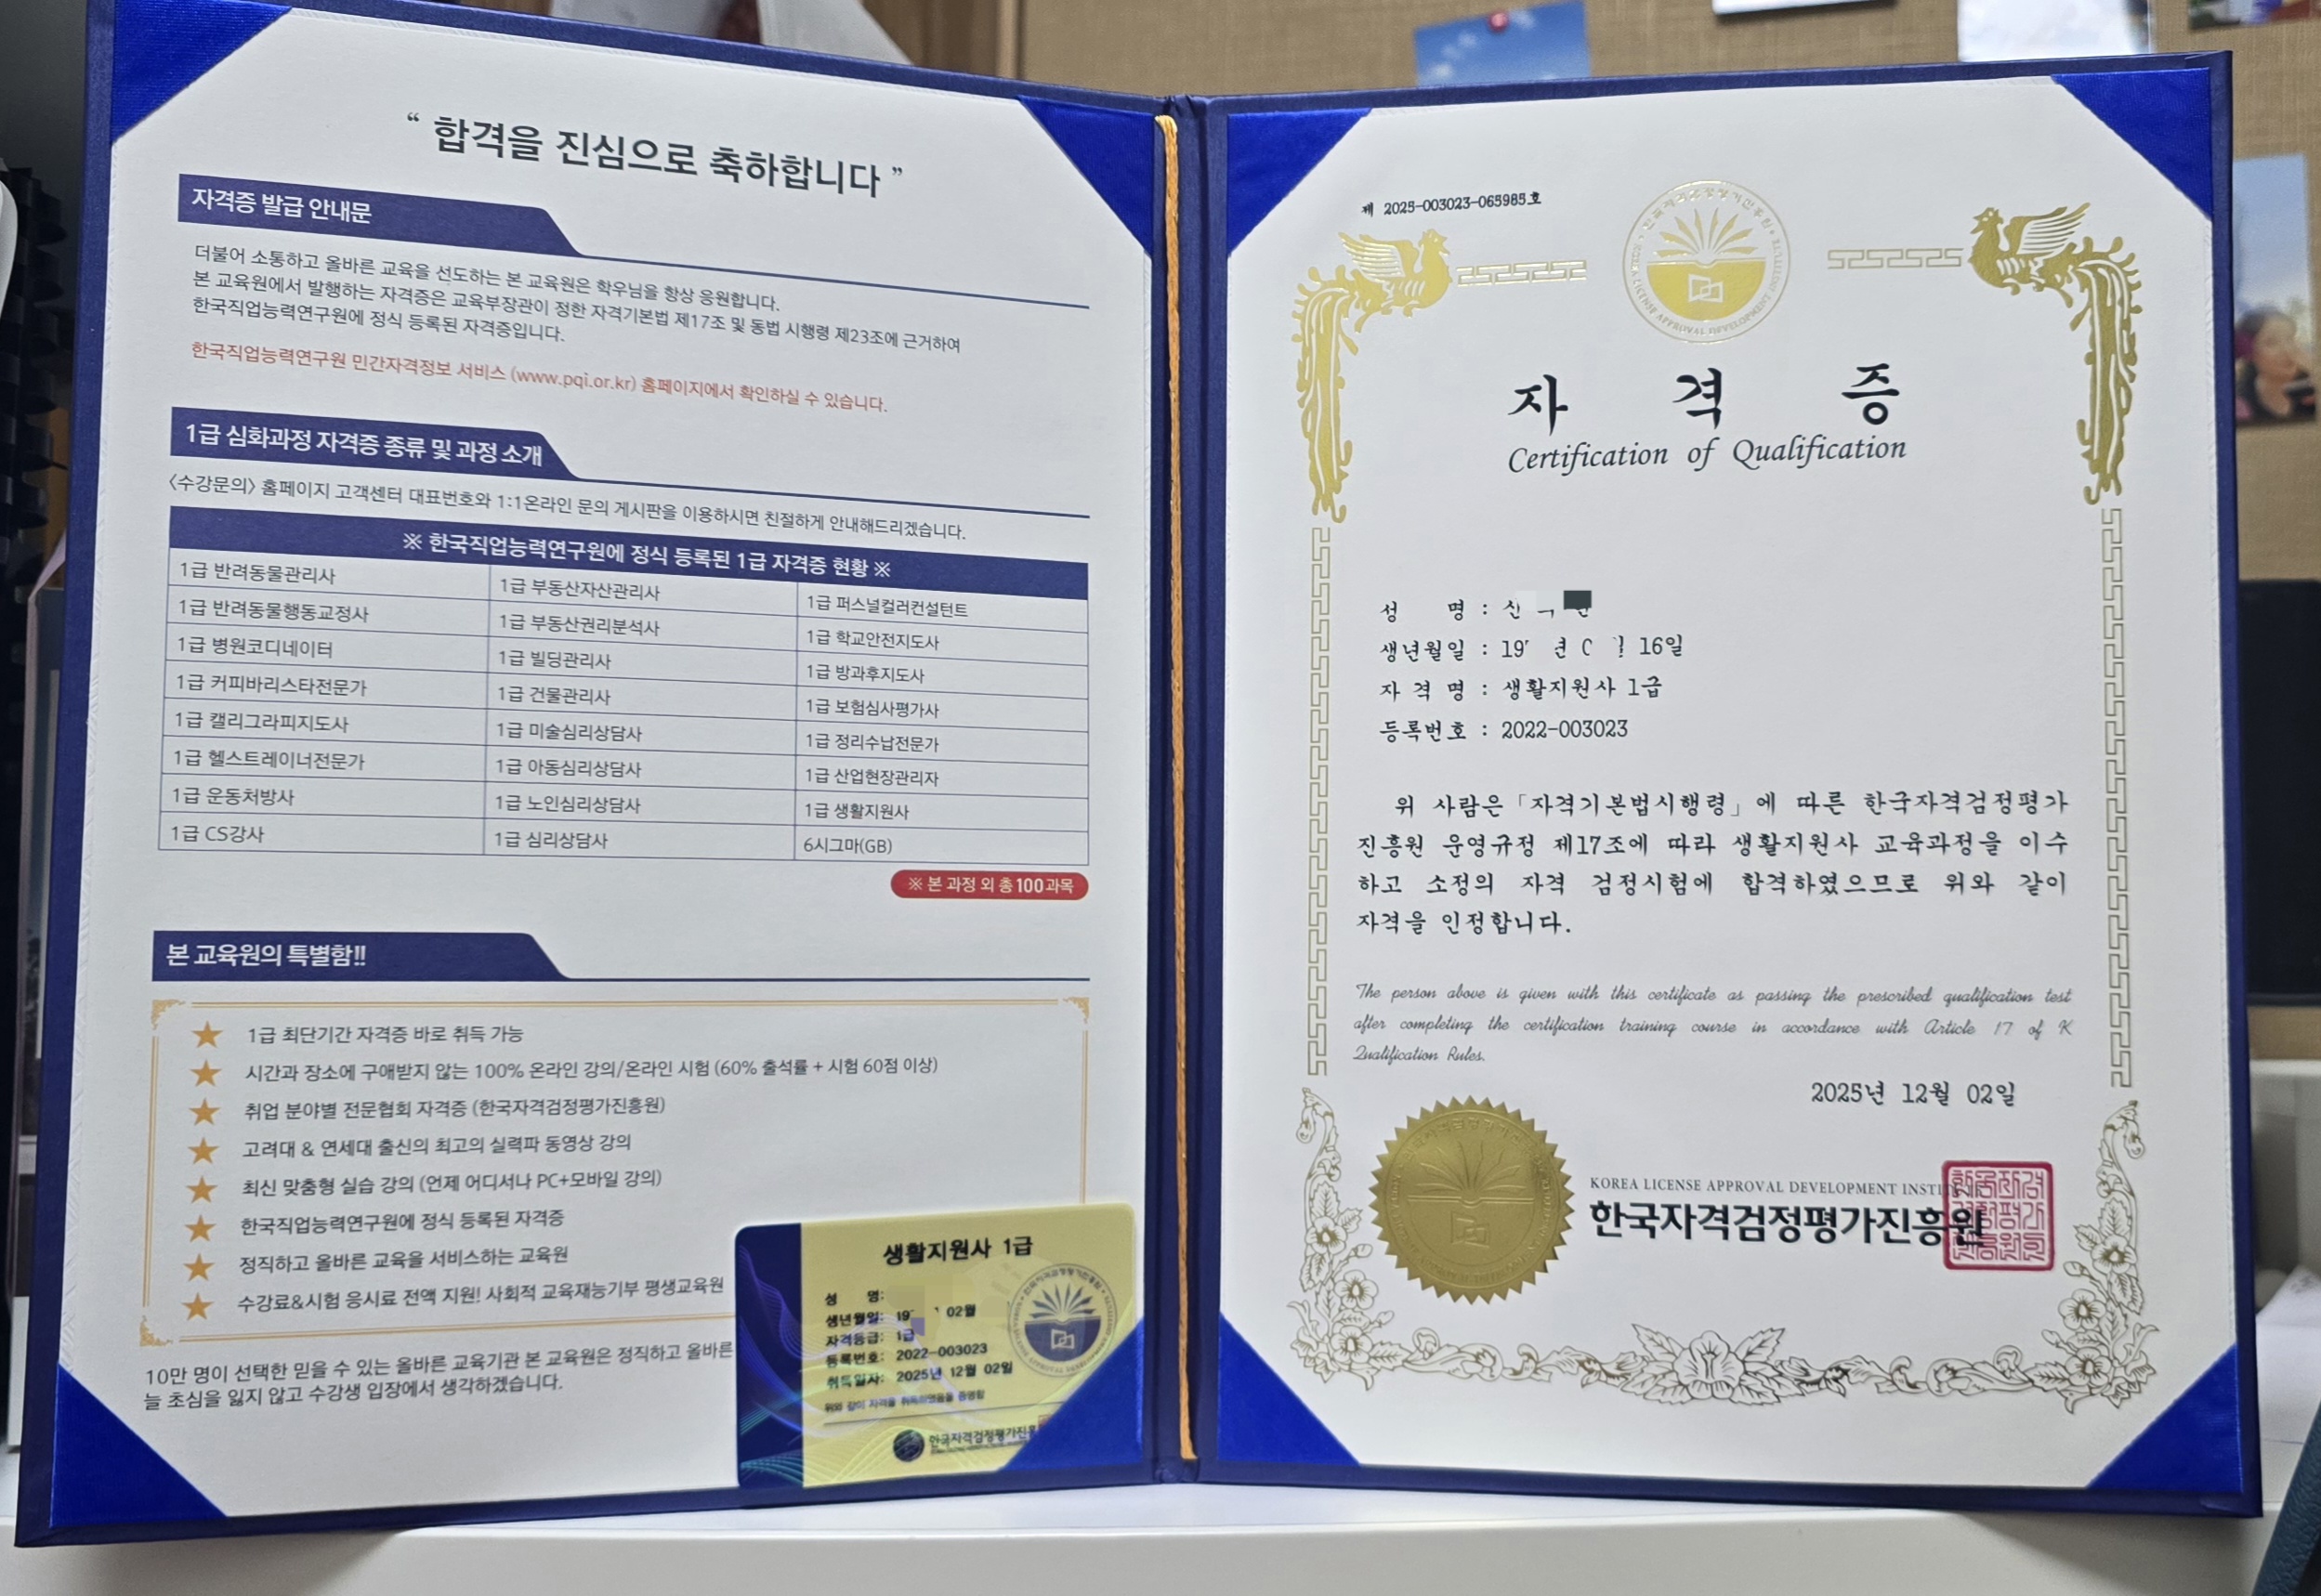 “ 합격을 진심으로 축하합니다 ”
자격증 발급 안내문
더불어 소통하고 올바른 교육을 선도하는 본 교육원은 학우님을 항상 응원합니다.
본 교육원에서 발행하는 자격증은 교육부장관이 정한 자격기본법 제17조 및 동법 시행령 제23조에 근거하여
한국직업능력연구원에 정식 등록된 자격증입니다.
한국직업능력연구원 민간자격정보 서비스 (www.pqi.or.kr) 홈페이지에서 확인하실 수 있습니다.
1급 심화과정 자격증 종류 및 과정 소개
<수강문의> 홈페이지 고객센터 대표번호와 1:1온라인 문의 게시판을 이용하시면 친절하게 안내해드리겠습니다.
※ 한국직업능력연구원에 정식 등록된 1급 자격증 현황 ※
1급 반려동물관리사 1급 부동산자산관리사 1급 퍼스널컬러컨설턴트
1급 반려동물행동교정사 1급 부동산권리분석사 1급 학교안전지도사
1급 병원코디네이터 1급 빌딩관리사 1급 방과후지도사
1급 커피바리스타전문가 1급 건물관리사 1급 보험심사평가사
1급 캘리그라피지도사 1급 미술심리상담사 1급 정리수납전문가
1급 헬스트레이너전문가 1급 아동심리상담사 1급 산업현장관리자
1급 운동처방사 1급 노인심리상담사 1급 생활지원사
1급 CS강사 1급 심리상담사 6시그마(GB)
※ 본 과정 외 총 100과목
본 교육원의 특별함!!
1급 최단기간 자격증 바로 취득 가능
시간과 장소에 구애받지 않는 100% 온라인 강의/온라인 시험 (60% 출석률 + 시험 60점 이상)
취업 분야별 전문협회 자격증 (한국자격검정평가진흥원)
고려대 & 연세대 출신의 최고의 실력파 동영상 강의
최신 맞춤형 실습 강의 (언제 어디서나 PC+모바일 강의)
한국직업능력연구원에 정식 등록된 자격증
정직하고 올바른 교육을 서비스하는 교육원
수강료&시험 응시료 전액 지원! 사회적 교육재능기부 평생교육원
10만 명이 선택한 믿을 수 있는 올바른 교육기관 본 교육원은 정직하고 올바른
늘 초심을 잃지 않고 수강생 입장에서 생각하겠습니다.
생활지원사 1급
성 명:
생년월일: 19 02월
자격등급: 1급
등록번호: 2022-003023
취득일자: 2025년 12월 02일
위와 같이 자격을 취득하였음을 증명함
한국자격검정평가진흥
제 2025-003023-065985호
자격증
Certification of Qualification
성 명 : 신
생년월일 : 19 년 0 16일
자 격 명 : 생활지원사 1급
등록번호 : 2022-003023
위 사람은 「자격기본법시행령」에 따른 한국자격검정평가
진흥원 운영규정 제17조에 따라 생활지원사 교육과정을 이수
하고 소정의 자격 검정시험에 합격하였으므로 위와 같이
자격을 인정합니다.
The person above is given with this certificate as passing the prescribed qualification test
after completing the certification training course in accordance with Article 17 of K
Qualification Rules.
2025년 12월 02일
KOREA LICENSE APPROVAL DEVELOPMENT
한국자격검정평가진흥원